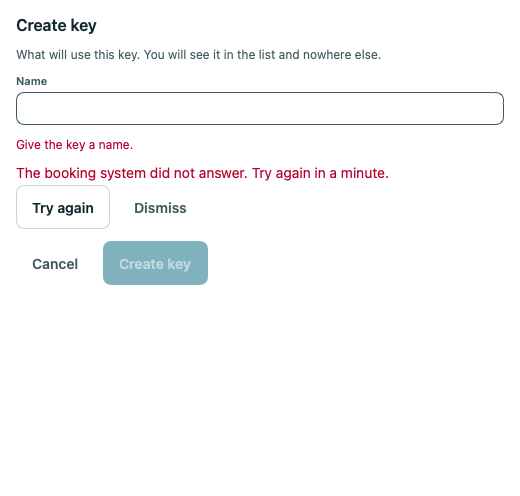 Create key
What will use this key. You will see it in the list and nowhere else.
Name
Give the key a name.
The booking system did not answer. Try again in a minute.
Try again Dismiss
Cancel Create key